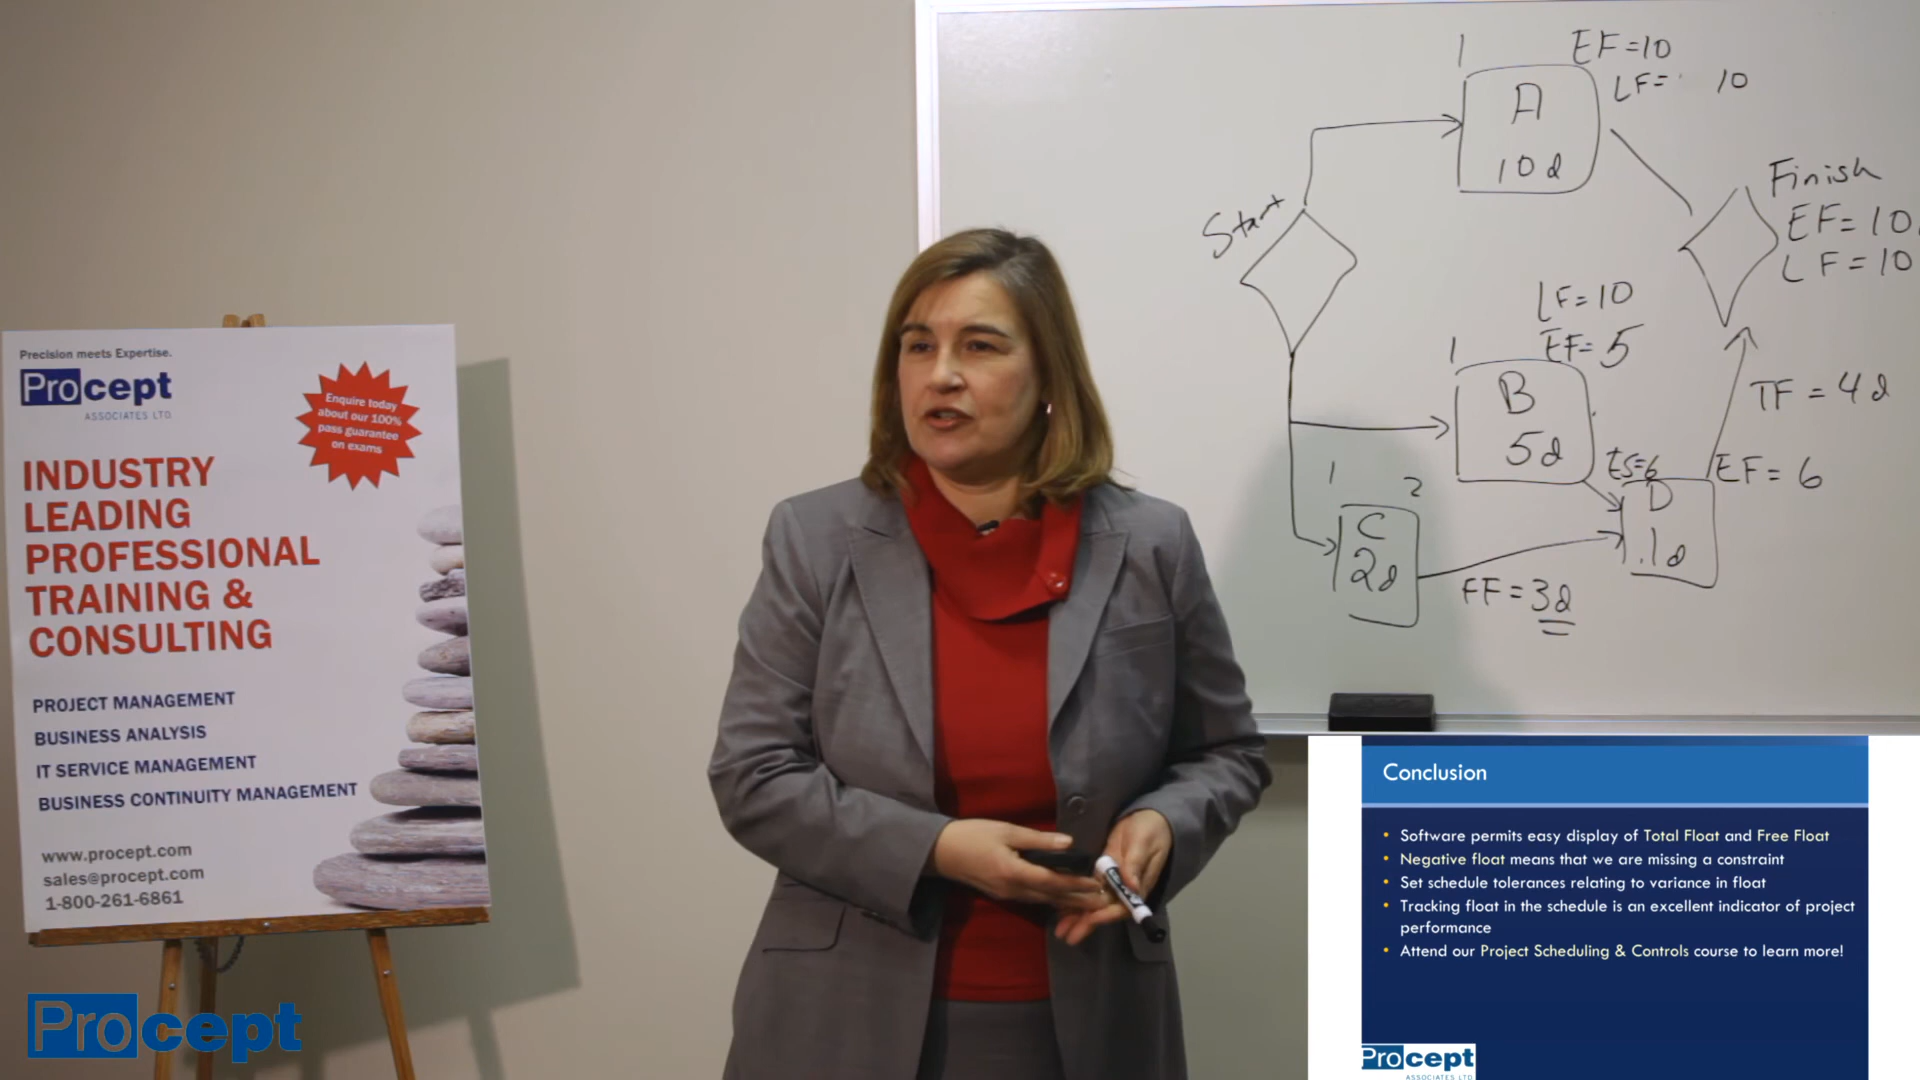 Precision meets Expertise.
Procept
ASSOCIATES LTD.
Enquire today
about our 100%
pass guarantee
on exams
INDUSTRY
LEADING
PROFESSIONAL
TRAINING &
CONSULTING
PROJECT MANAGEMENT
BUSINESS ANALYSIS
IT SERVICE MANAGEMENT
BUSINESS CONTINUITY MANAGEMENT
www.procept.com
sales@procept.com
1-800-261-6861
Procept
1
EF=10
LF= 10
A
10d
Start
Finish
EF=10
LF=10
LF=10
EF=5
1
B
5d
TF=4d
ES=6
EF=6
D
1d
1
2
C
2d
FF=3d
Conclusion
• Software permits easy display of Total Float and Free Float
• Negative float means that we are missing a constraint
• Set schedule tolerances relating to variance in float
• Tracking float in the schedule is an excellent indicator of project
performance
• Attend our Project Scheduling & Controls course to learn more!
Procept
ASSOCIATES LTD.